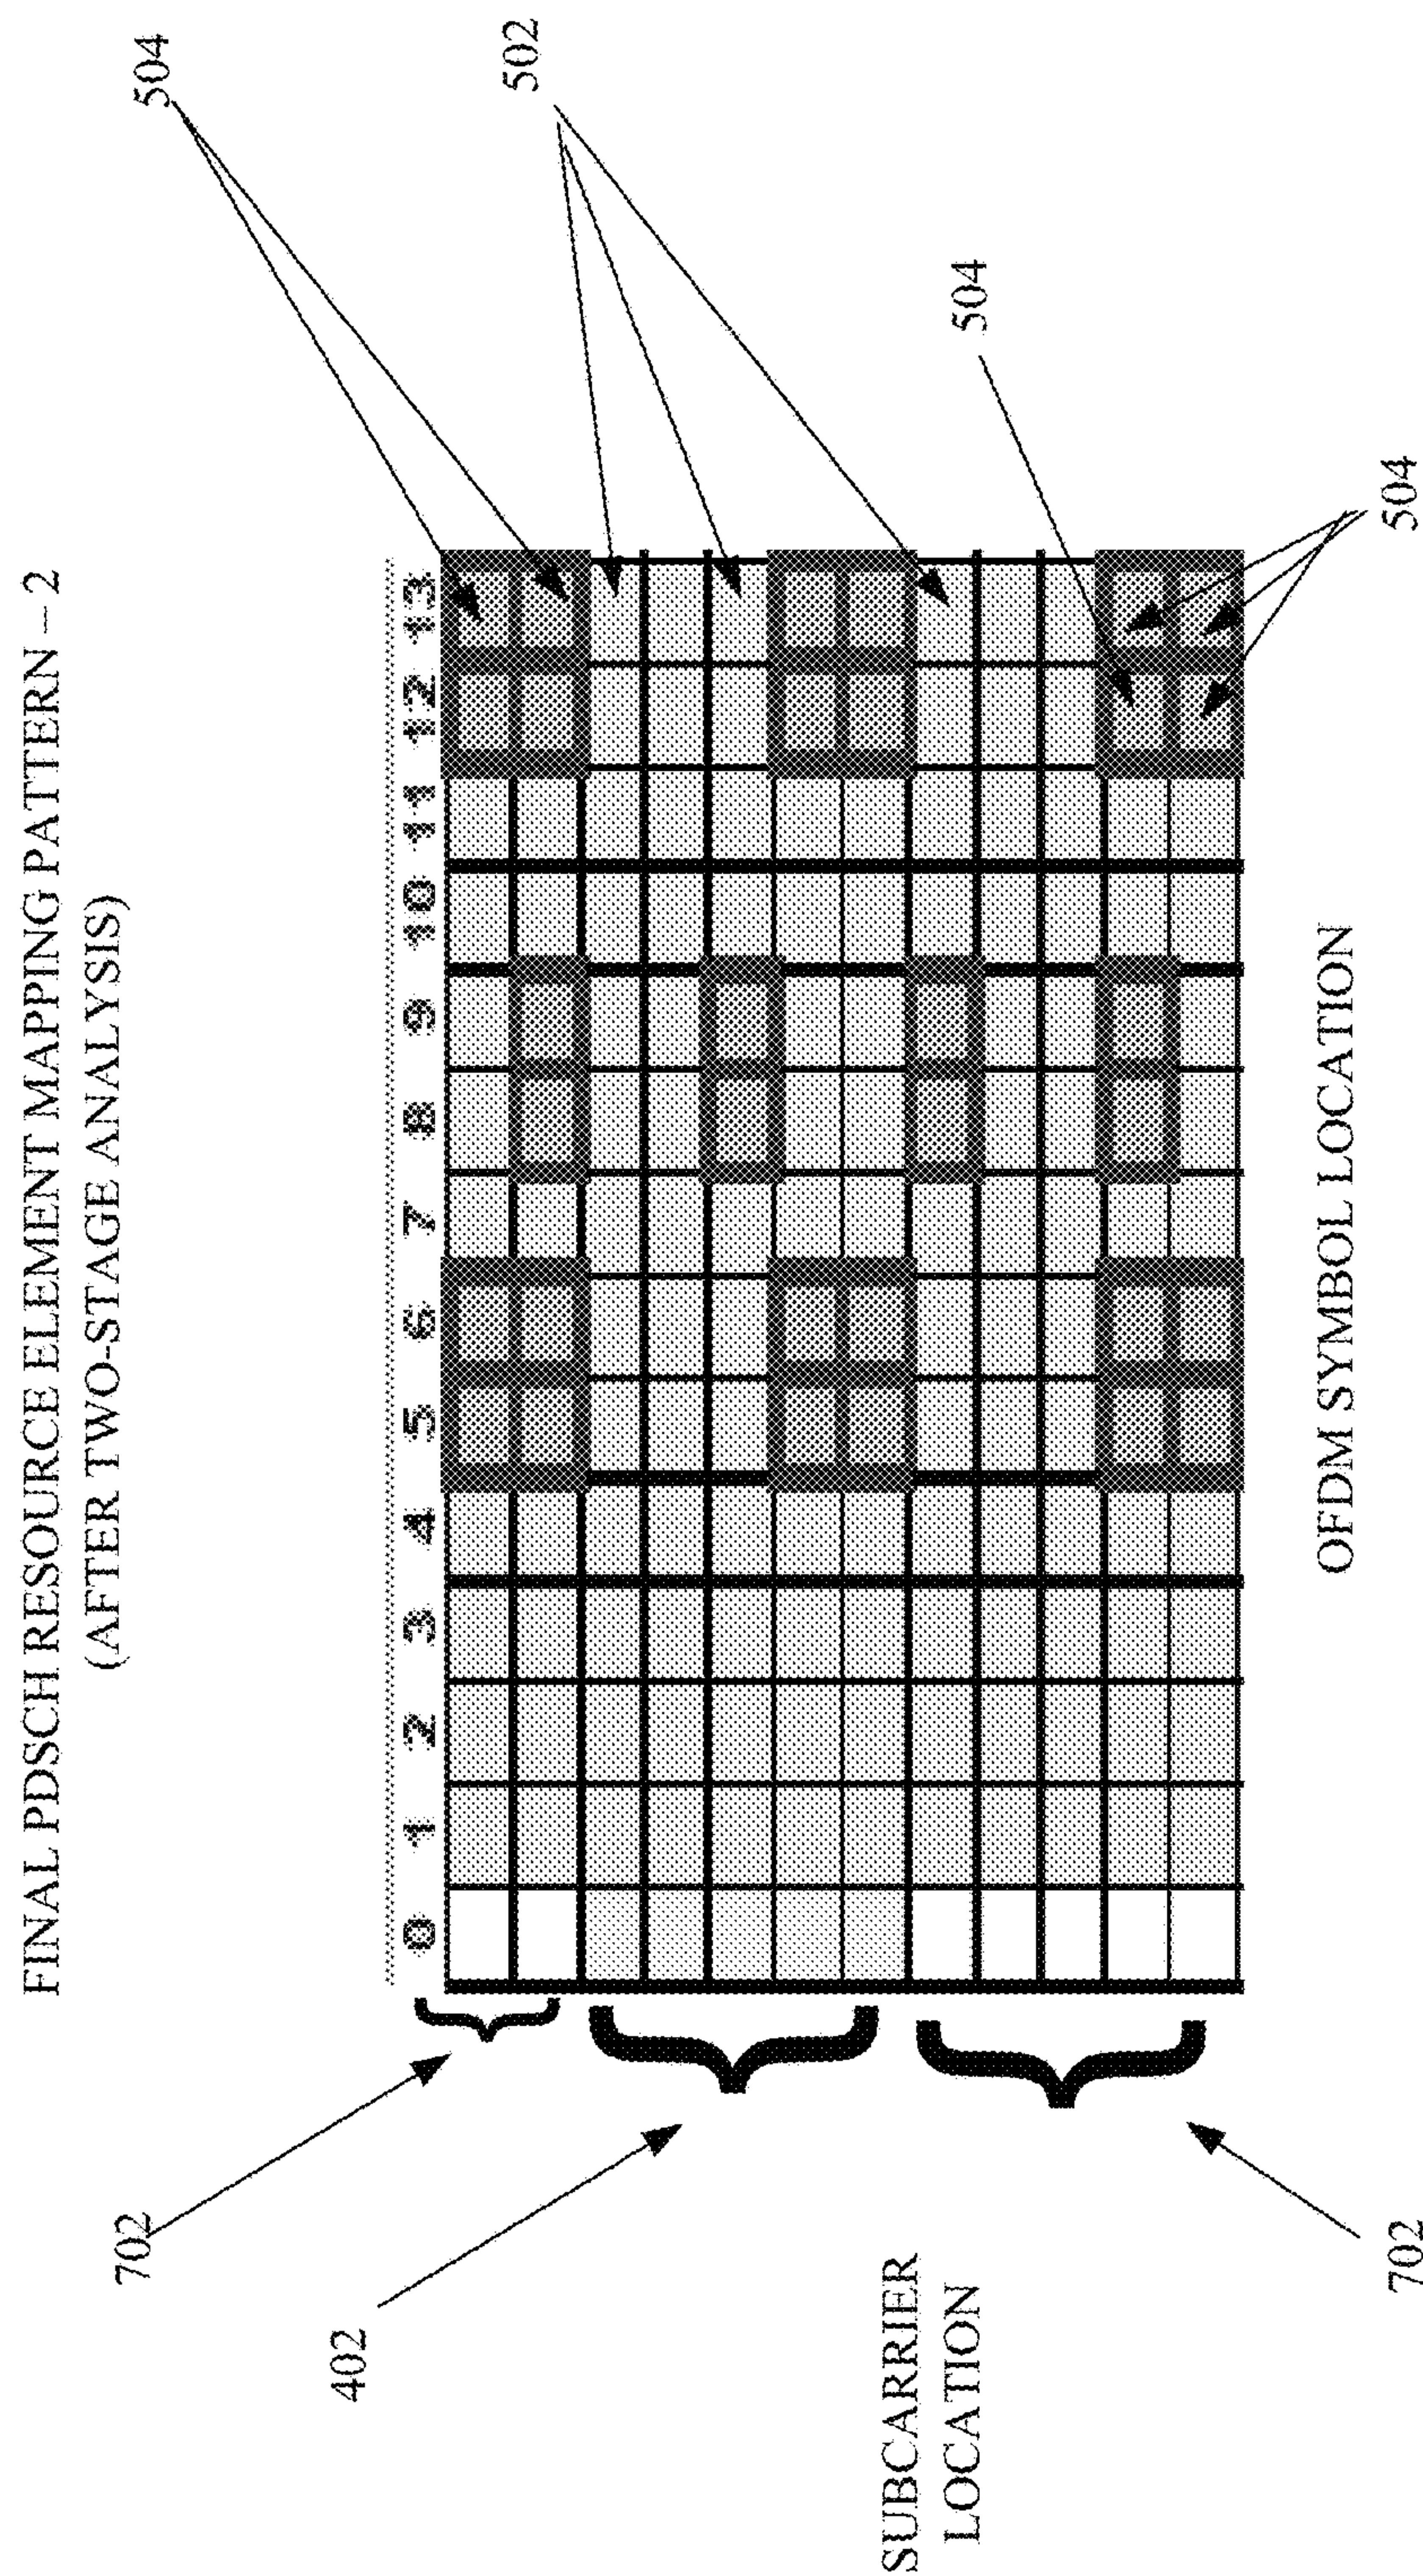 FINAL PDSCH RESOURCE ELEMENT MAPPING PATTERN – 2
(AFTER TWO-STAGE ANALYSIS)
504
502
504
504
0 1 2 3 4 5 6 7 8 9 10 11 12 13
702
402
702
SUBCARRIER
LOCATION
OFDM SYMBOL LOCATION